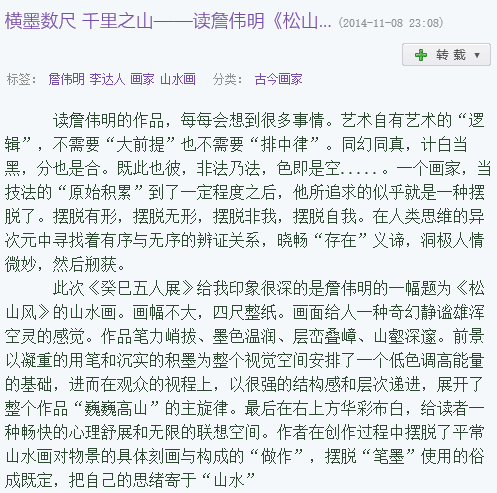 横墨数尺 千里之山——读詹伟明《松山... (2014-11-08 23:08)
转载
标签: 詹伟明 李达人 画家 山水画 分类: 古今画家
读詹伟明的作品，每每会想到很多事情。艺术自有艺术的“逻
辑”，不需要“大前提”也不需要“排中律”。同幻同真，计白当
黑，分也是合。既此也彼，非法乃法，色即是空.....。一个画家，当
技法的“原始积累”到了一定程度之后，他所追求的似乎就是一种摆
脱了。摆脱有形，摆脱无形，摆脱非我，摆脱自我。在人类思维的异
次元中寻找着有序与无序的辨证关系，晓畅“存在”义谛，洞极人情
微妙，然后刱获。
此次《癸巳五人展》给我印象很深的是詹伟明的一幅题为《松
山风》的山水画。画幅不大，四尺整纸。画面给人一种奇幻静谧雄浑
空灵的感觉。作品笔力峭拔、墨色温润、层峦叠嶂、山壑深邃。前景
以凝重的用笔和沉实的积墨为整个视觉空间安排了一个低色调高能量
的基础，进而在观众的视程上，以很强的结构感和层次递进，展开了
整个作品“巍巍高山”的主旋律。最后在右上方华彩布白，给读者一
种畅快的心理舒展和无限的联想空间。作者在创作过程中摆脱了平常
山水画对物景的具体刻画与构成的“做作”，摆脱“笔墨”使用的俗
成既定，把自己的思绪寄于“山水”